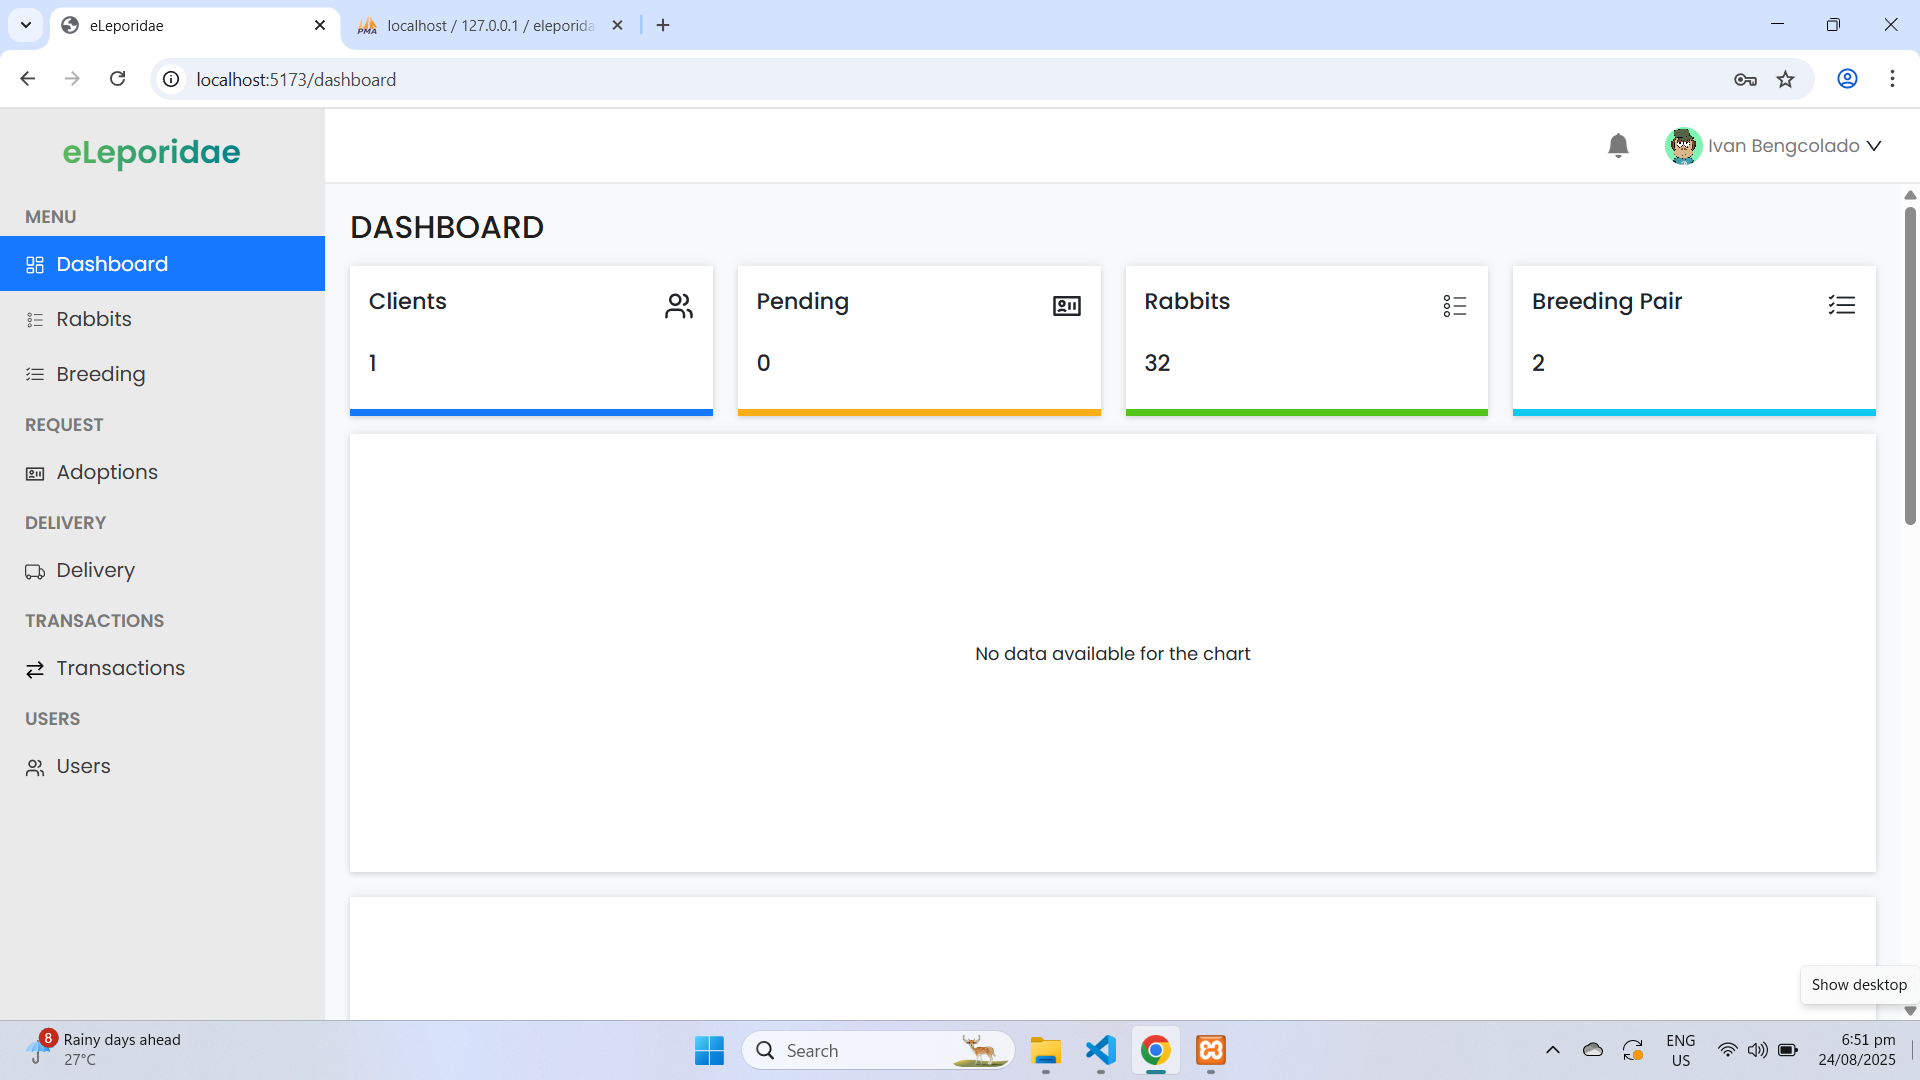 eLeporidae
localhost / 127.0.0.1 / eleporida
localhost:5173/dashboard
eLeporidae
Ivan Bengcolado
MENU
Dashboard
Rabbits
Breeding
REQUEST
Adoptions
DELIVERY
Delivery
TRANSACTIONS
Transactions
USERS
Users
DASHBOARD
Clients
1
Pending
0
Rabbits
32
Breeding Pair
2
No data available for the chart
Show desktop
8
Rainy days ahead
27°C
Search
ENG
US
6:51 pm
24/08/2025